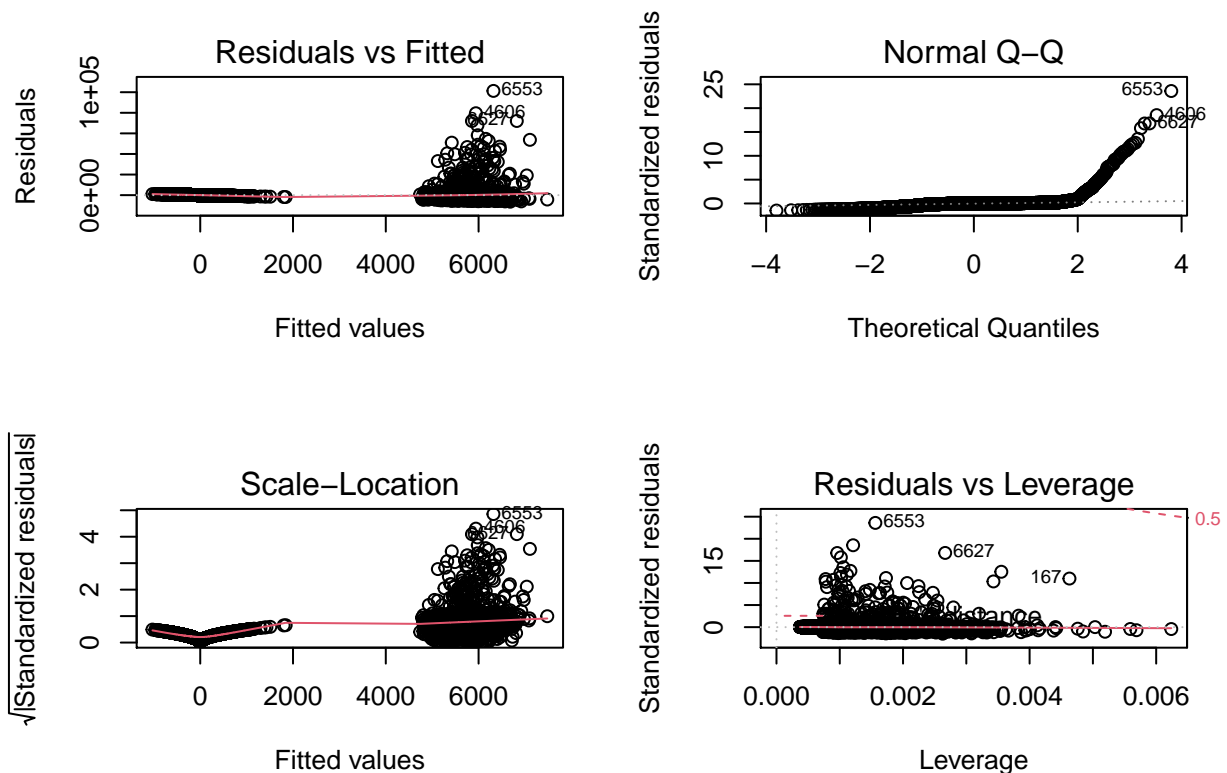 Residuals vs Fitted
Residuals
0e+00
1e+05
6553
4606
6627
0
2000
4000
6000
Fitted values
Normal Q−Q
Standardized residuals
0
10
25
6553
4606
6627
−4
−2
0
2
4
Theoretical Quantiles
Scale−Location
√|Standardized residuals|
0
2
4
6553
4606
6627
0
2000
4000
6000
Fitted values
Residuals vs Leverage
Standardized residuals
0
15
6553
6627
167
0.5
0.000
0.002
0.004
0.006
Leverage